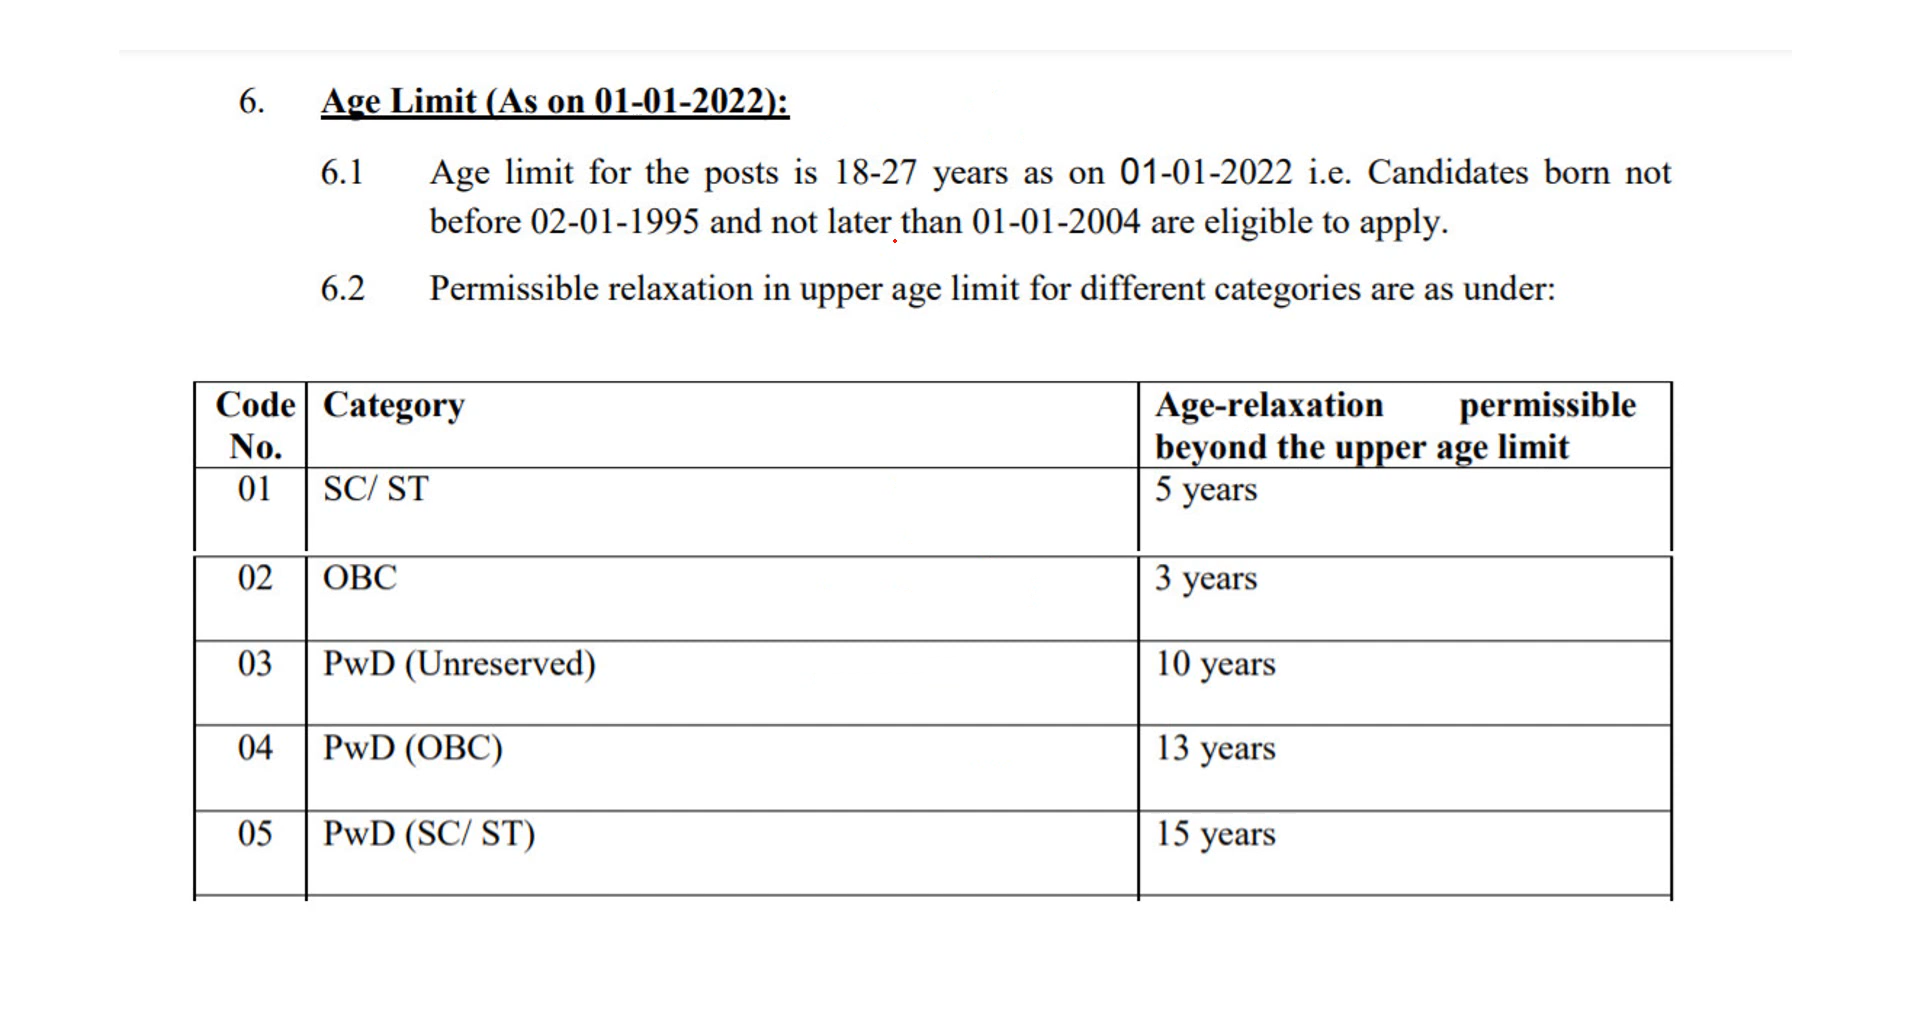 6. Age Limit (As on 01-01-2022):
6.1 Age limit for the posts is 18-27 years as on 01-01-2022 i.e. Candidates born not
before 02-01-1995 and not later than 01-01-2004 are eligible to apply.
6.2 Permissible relaxation in upper age limit for different categories are as under:
Code No. Category Age-relaxation permissible beyond the upper age limit
01 SC/ ST 5 years
02 OBC 3 years
03 PwD (Unreserved) 10 years
04 PwD (OBC) 13 years
05 PwD (SC/ ST) 15 years